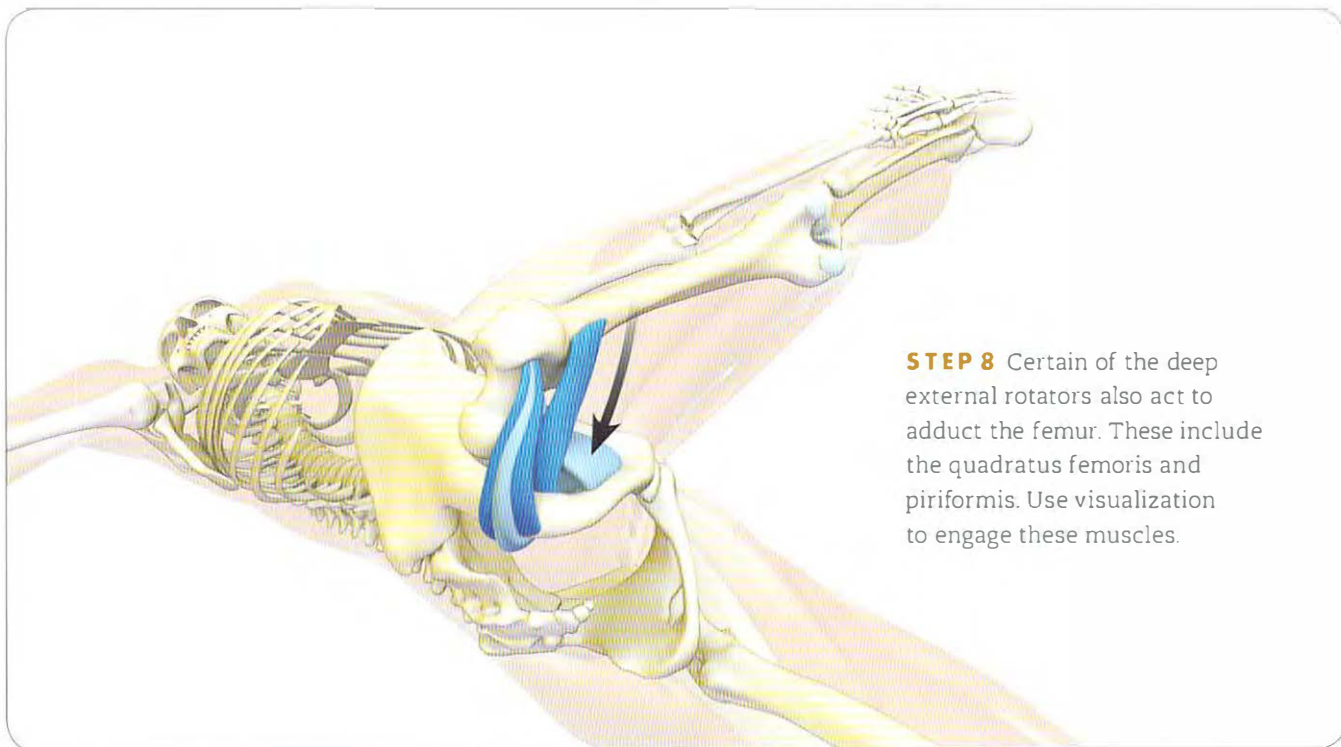 STEP 8 Certain of the deep
external rotators also act to
adduct the femur. These include
the quadratus femoris and
piriformis. Use visualization
to engage these muscles.